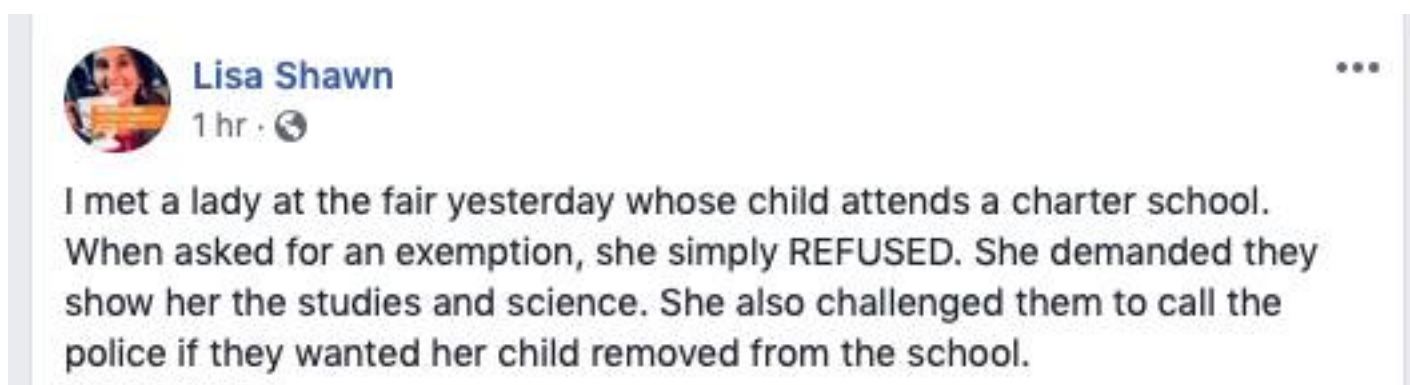 Lisa Shawn
1 hr ·
I met a lady at the fair yesterday whose child attends a charter school.
When asked for an exemption, she simply REFUSED. She demanded they
show her the studies and science. She also challenged them to call the
police if they wanted her child removed from the school.